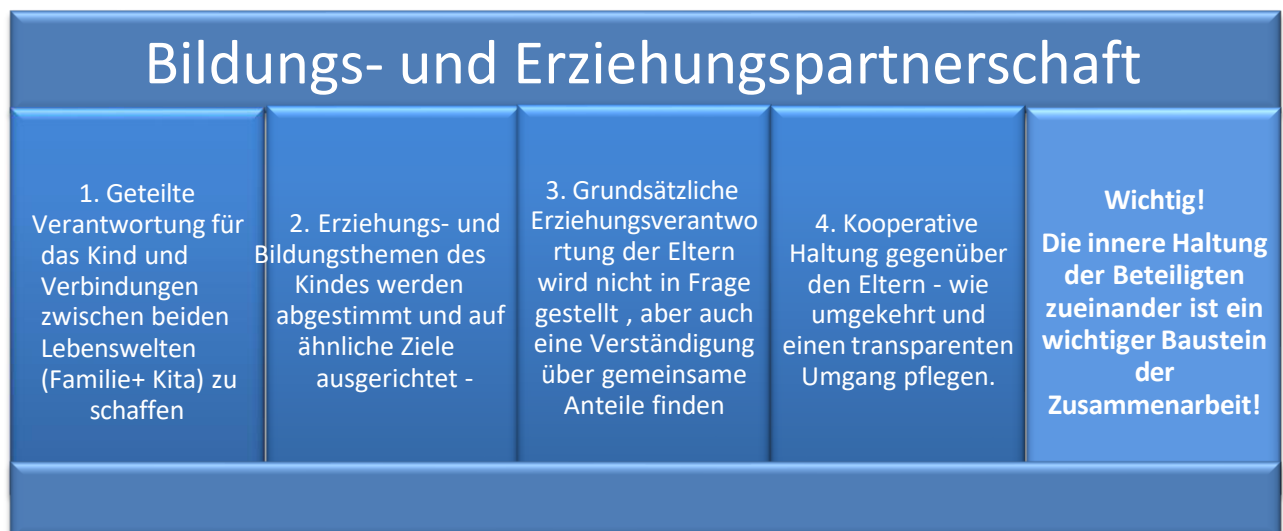 Bildungs- und Erziehungspartnerschaft
1. Geteilte
Verantwortung für
das Kind und
Verbindungen
zwischen beiden
Lebenswelten
(Familie+ Kita) zu
schaffen
2. Erziehungs- und
Bildungsthemen des
Kindes werden
abgestimmt und auf
ähnliche Ziele
ausgerichtet -
3. Grundsätzliche
Erziehungsverantwo
rtung der Eltern
wird nicht in Frage
gestellt , aber auch
eine Verständigung
über gemeinsame
Anteile finden
4. Kooperative
Haltung gegenüber
den Eltern - wie
umgekehrt und
einen transparenten
Umgang pflegen.
Wichtig!
Die innere Haltung
der Beteiligten
zueinander ist ein
wichtiger Baustein
der
Zusammenarbeit!